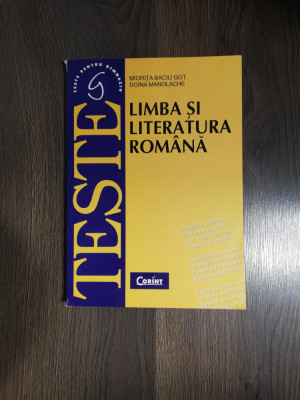 TESTE PENTRU GIMNAZIU
MIORIȚA BACIU GOT
DOINA MANOLACHE
LIMBA ȘI
LITERATURA
ROMÂNĂ
TESTE
CORINT